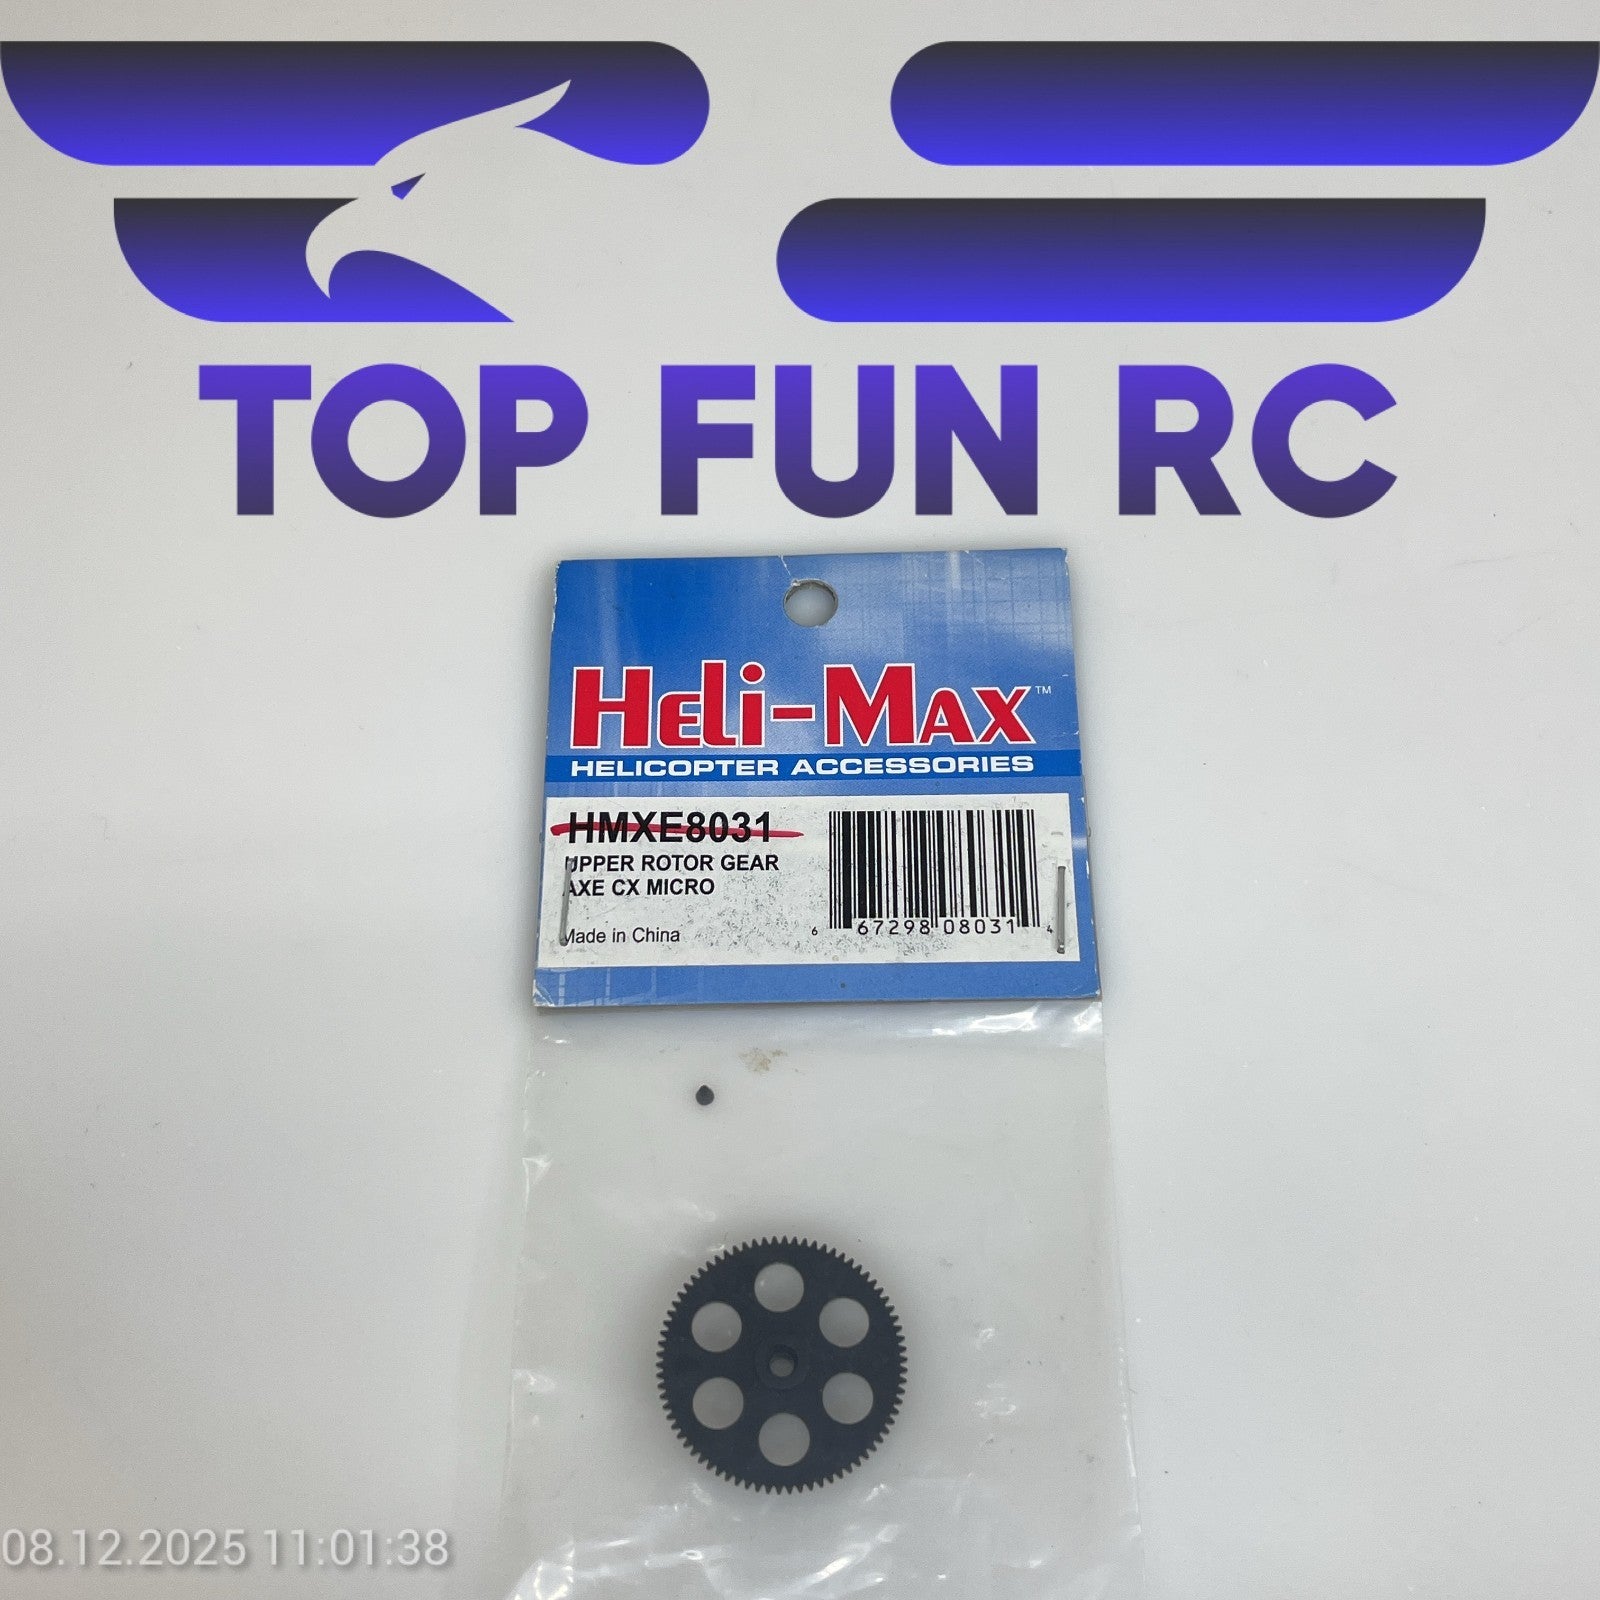 TOP FUN RC
Heli-Max™
HELICOPTER ACCESSORIES
HMXE8031
UPPER ROTOR GEAR
AXE CX MICRO
Made in China
6 67298 08031 4
08.12.2025 11:01:38